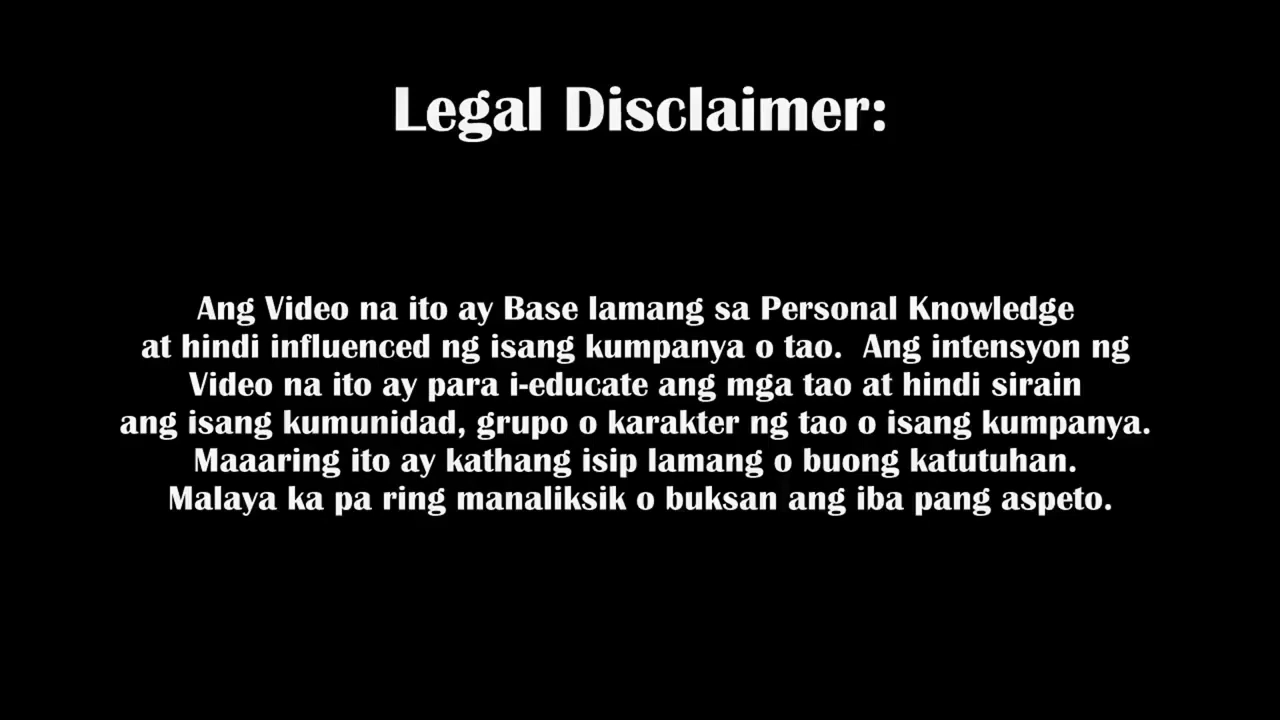 Legal Disclaimer:
Ang Video na ito ay Base lamang sa Personal Knowledge
at hindi influenced ng isang kumpanya o tao.  Ang intensyon ng
Video na ito ay para i-educate ang mga tao at hindi sirain
ang isang kumunidad, grupo o karakter ng tao o isang kumpanya.
Maaaring ito ay kathang isip lamang o buong katutuhan.
Malaya ka pa ring manaliksik o buksan ang iba pang aspeto.